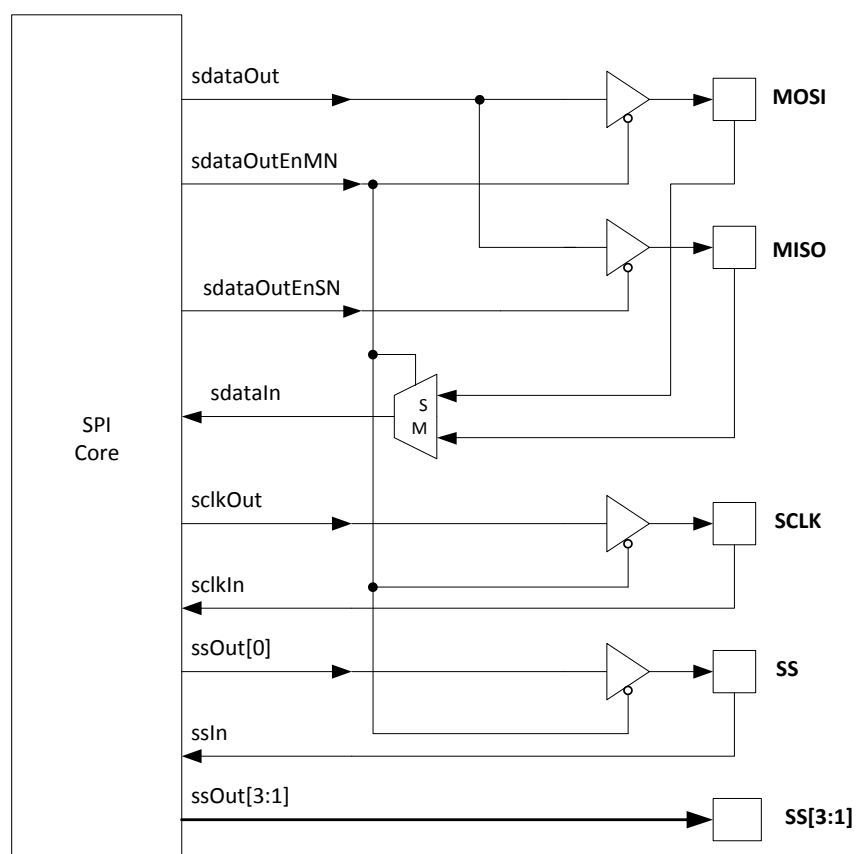 sdataOut
MOSI
sdataOutEnMN
MISO
sdataOutEnSN
sdataIn
S
M
SPI
Core
sclkOut
SCLK
sclkIn
ssOut[0]
SS
ssIn
ssOut[3:1]
SS[3:1]